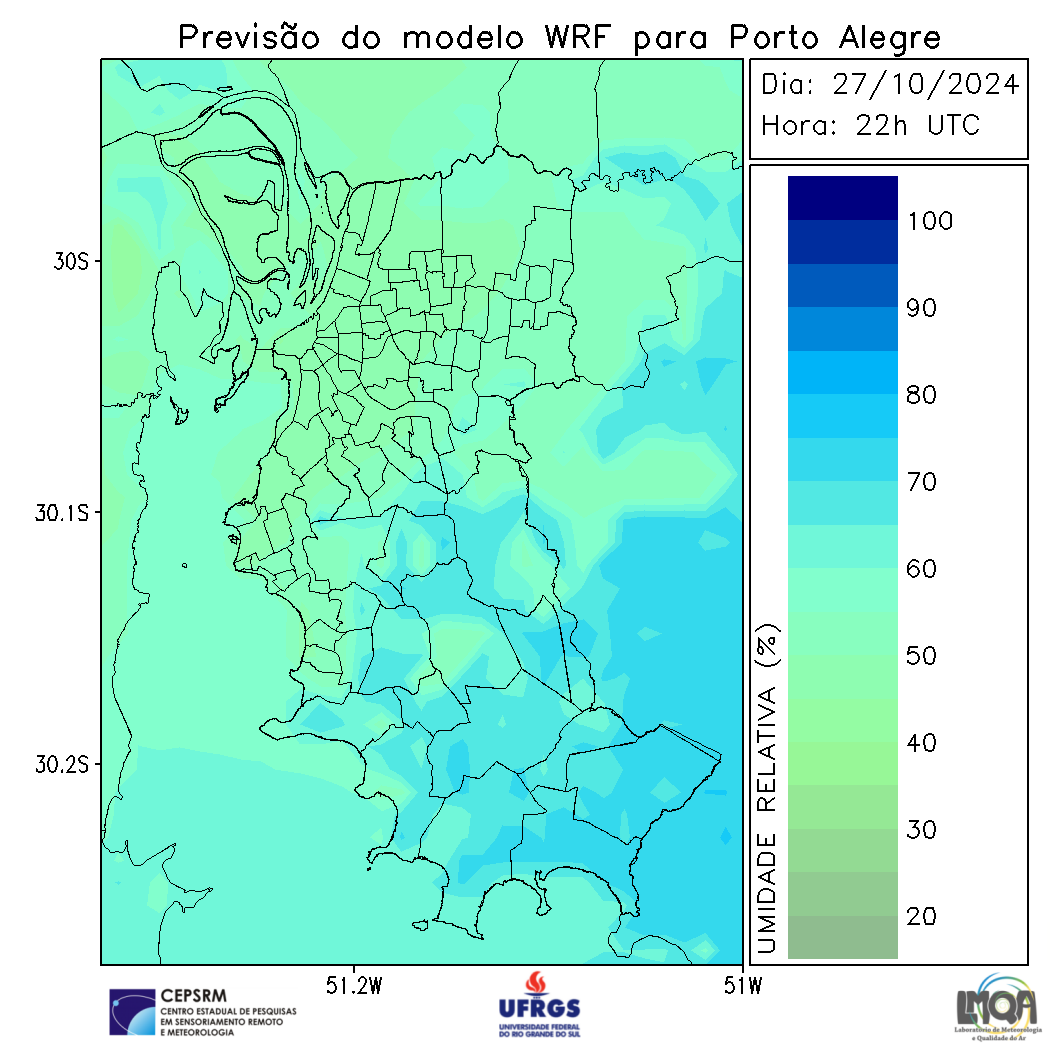 Previsão do modelo WRF para Porto Alegre
Dia: 27/10/2024
Hora: 22h UTC
100
90
80
70
60
50
40
30
20
UMIDADE RELATIVA (%)
30S
30.1S
30.2S
51.2W
51W
CEPSRM
CENTRO ESTADUAL DE PESQUISAS
EM SENSORIAMENTO REMOTO
E METEOROLOGIA
UFRGS
UNIVERSIDADE FEDERAL
DO RIO GRANDE DO SUL
LMQA
Laboratório de Meteorologia
e Qualidade do Ar